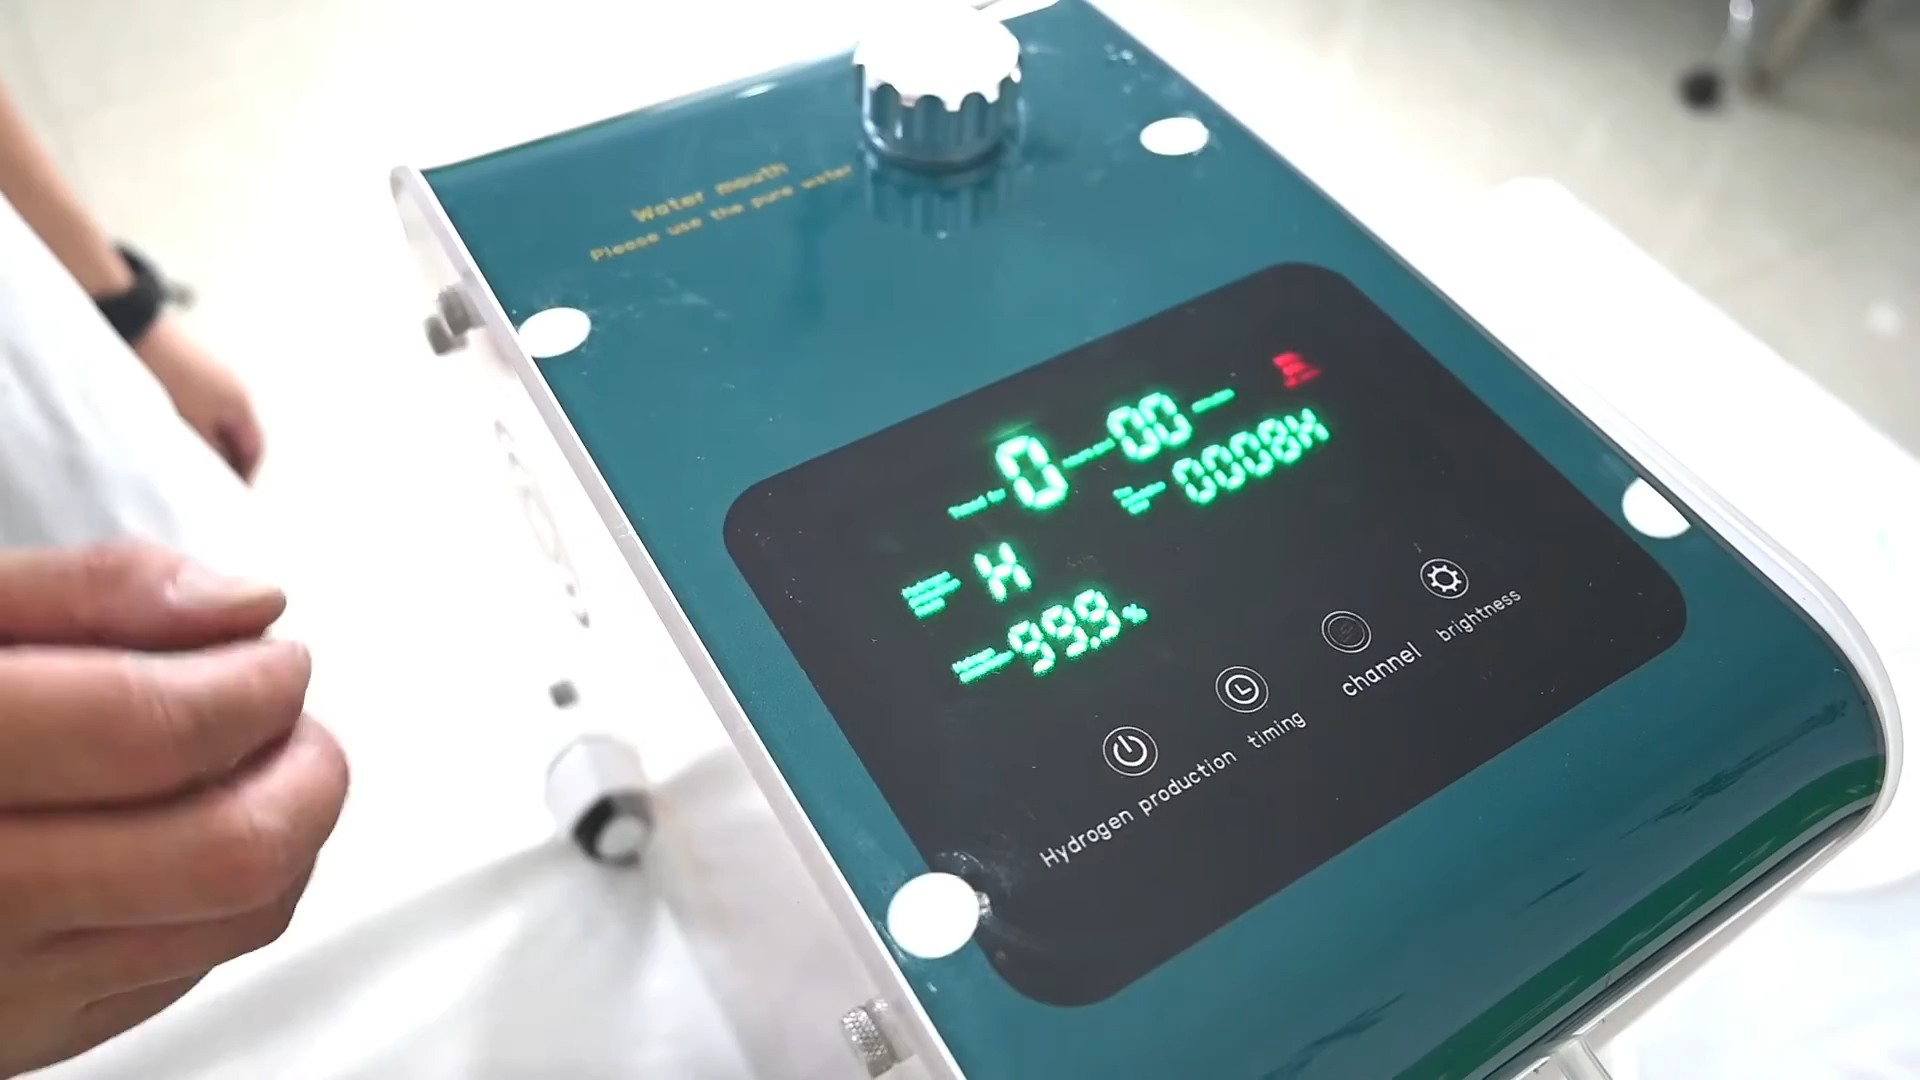 Water mouth
Please use the pure water
0 00
0008H
H
99.9%
Hydrogen production timing channel brightness